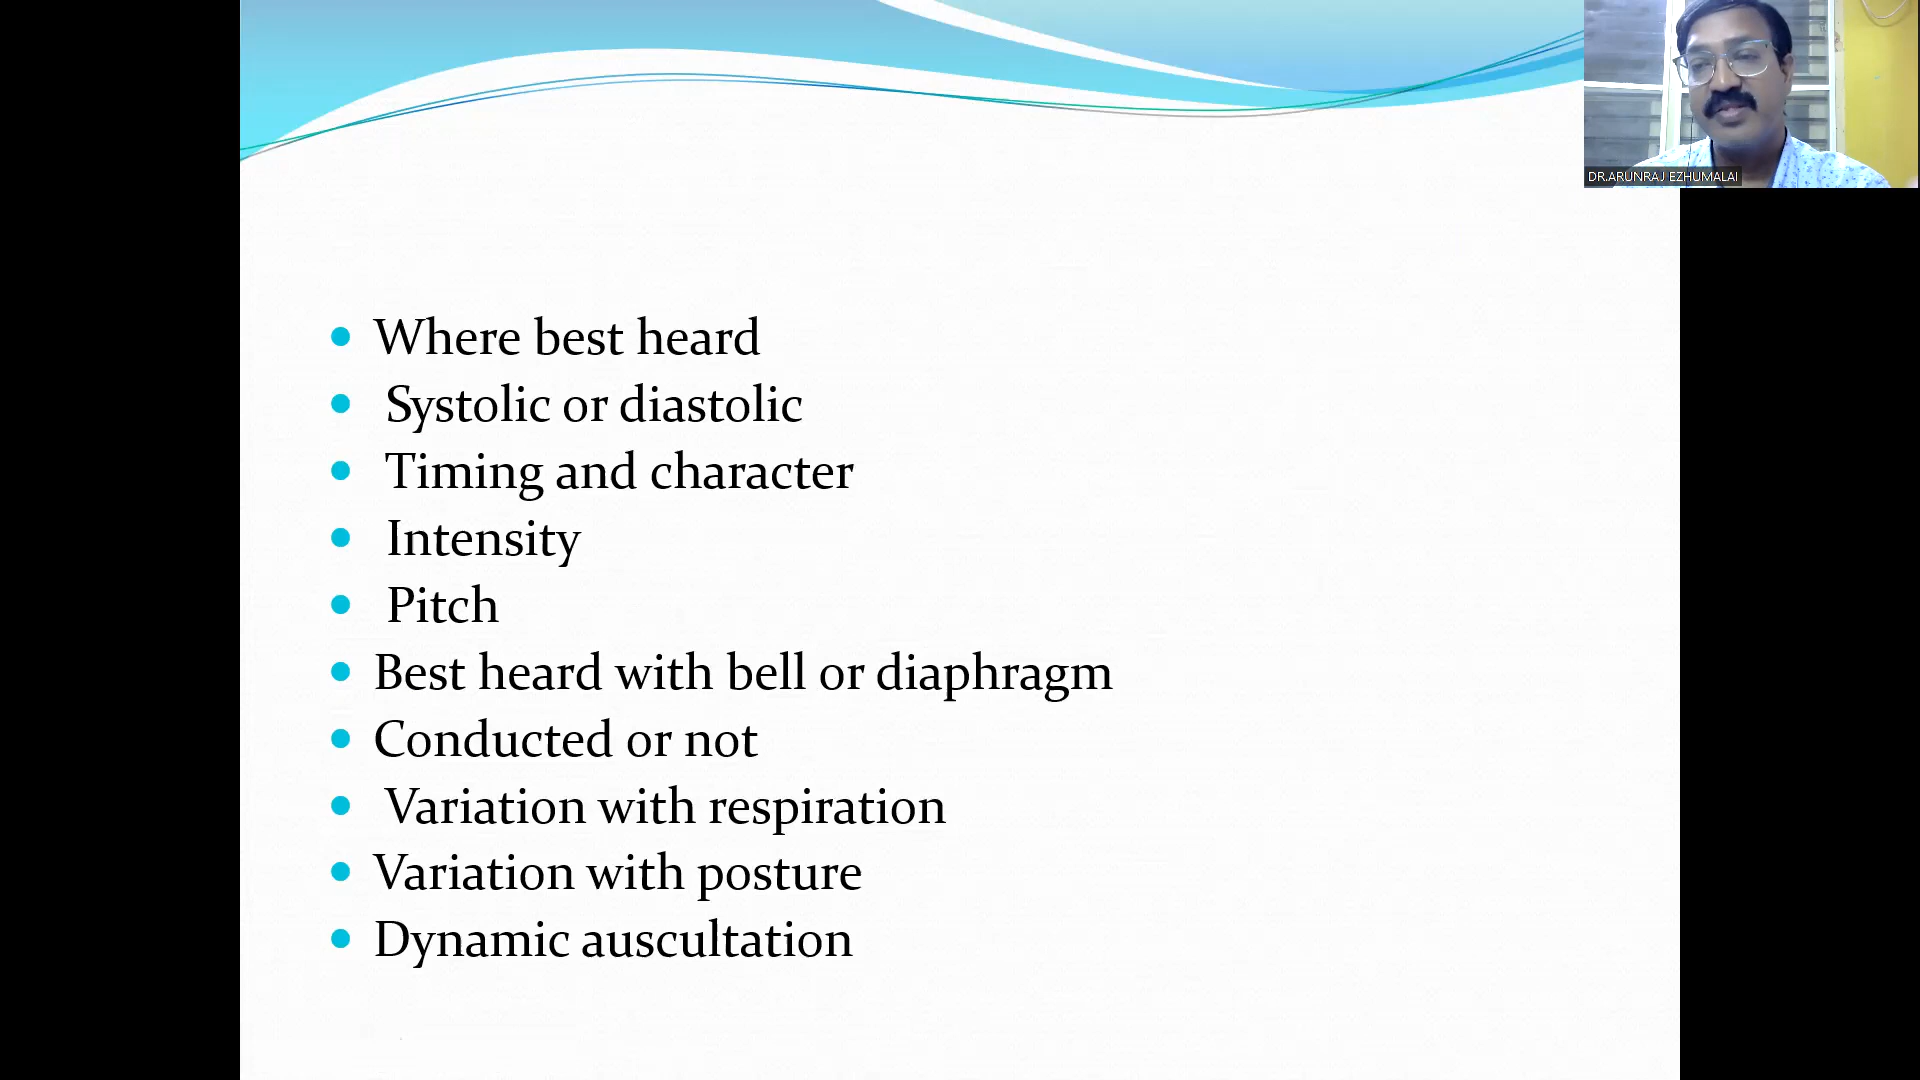 DR.ARUNRAJ EZHUMALAI
• Where best heard
• Systolic or diastolic
• Timing and character
• Intensity
• Pitch
• Best heard with bell or diaphragm
• Conducted or not
• Variation with respiration
• Variation with posture
• Dynamic auscultation